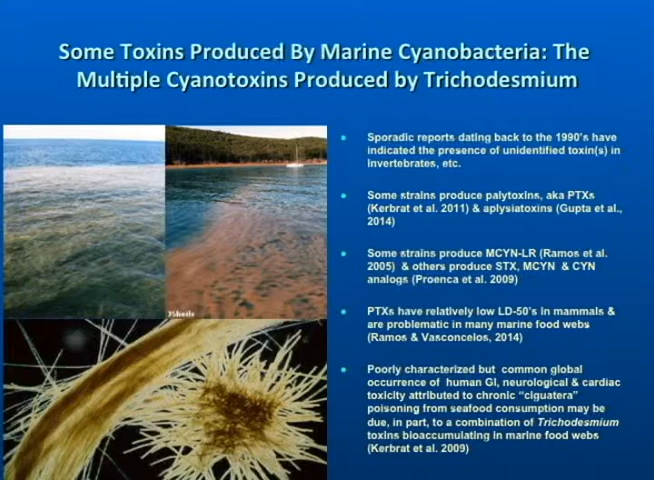 Some Toxins Produced By Marine Cyanobacteria: The
Multiple Cyanotoxins Produced by Trichodesmium
Sporadic reports dating back to the 1990's have
indicated the presence of unidentified toxin(s) in
invertebrates, etc.
Some strains produce palytoxins, aka PTXs
(Kerbrat et al. 2011) & aplysiatoxins (Gupta et al.,
2014)
Some strains produce MCYN-LR (Ramos et al.
2005) & others produce STX, MCYN & CYN
analogs (Proenca et al. 2009)
PTXs have relatively low LD-50's in mammals &
are problematic in many marine food webs
(Ramos & Vasconcelos, 2014)
Poorly characterized but common global
occurrence of human GI, neurological & cardiac
toxicity attributed to chronic "ciguatera"
poisoning from seafood consumption may be
due, in part, to a combination of Trichodesmium
toxins bioaccumulating in marine food webs
(Kerbrat et al. 2009)